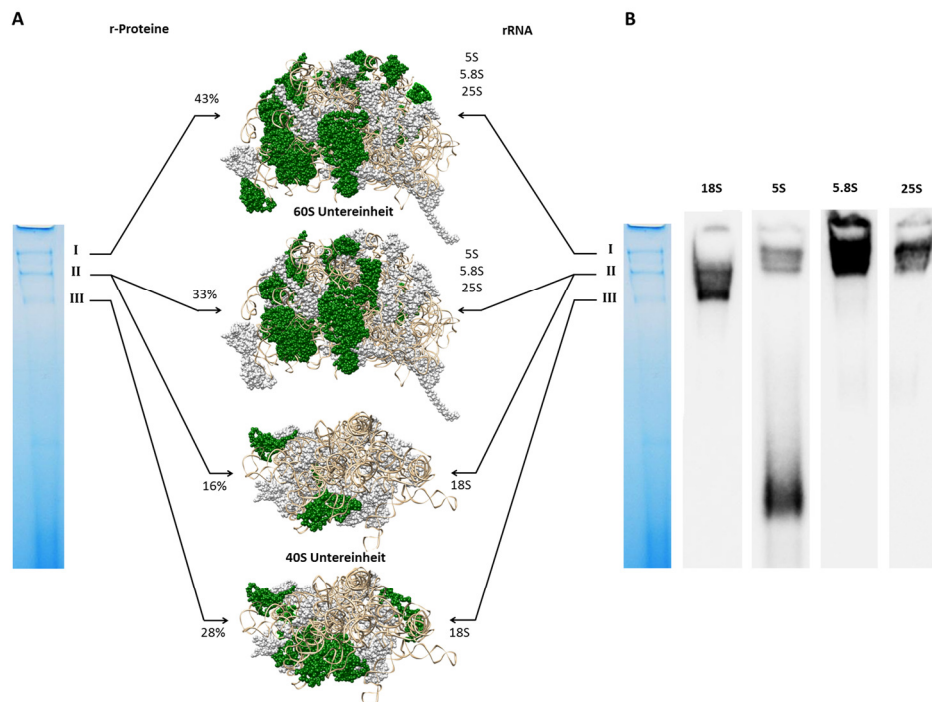 A
r-Proteine
rRNA
B
5S
5.8S
25S
43%
18S
5S
5.8S
25S
60S Untereinheit
I
II
III
5S
5.8S
25S
I
II
III
33%
16%
18S
40S Untereinheit
28%
18S